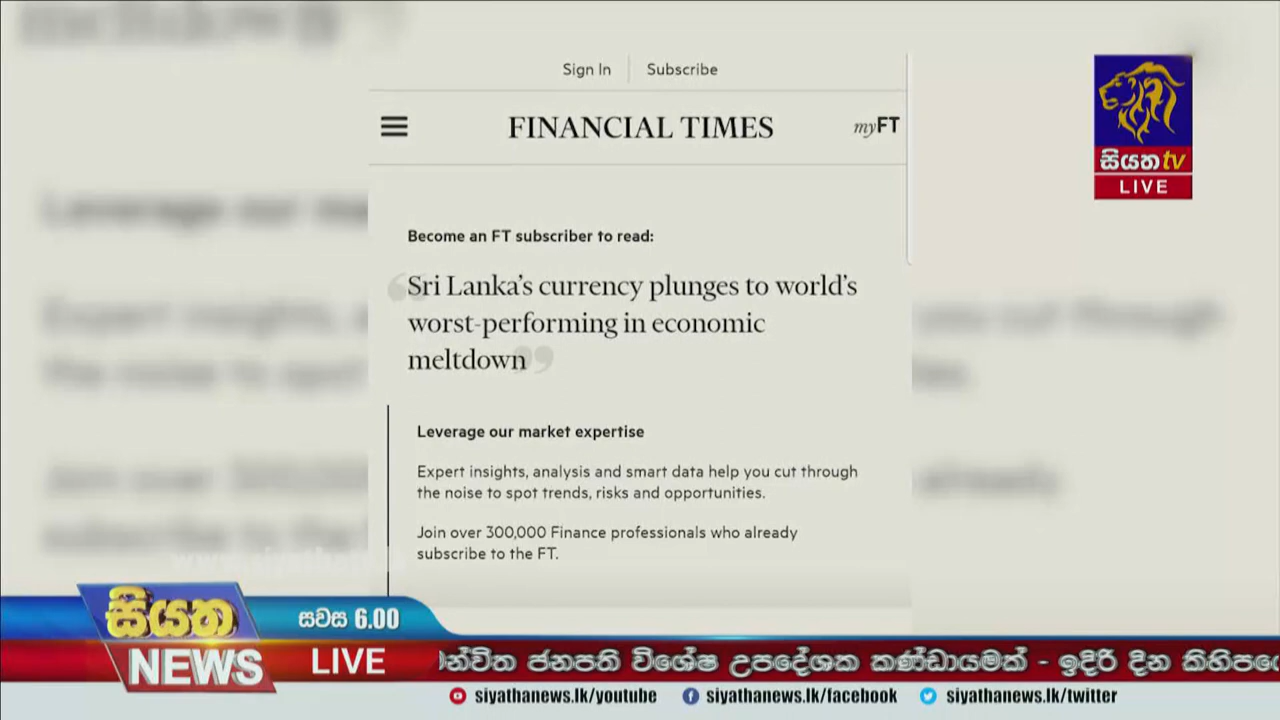 Sign In
Subscribe
FINANCIAL TIMES
myFT
සියත tv
LIVE
Become an FT subscriber to read:
“Sri Lanka’s currency plunges to world’s
worst-performing in economic
meltdown”
Leverage our market expertise
Expert insights, analysis and smart data help you cut through
the noise to spot trends, risks and opportunities.
Join over 300,000 Finance professionals who already
subscribe to the FT.
සියත
NEWS
සවස 6.00
LIVE
ජනපති විශේෂ උපදේශක කණ්ඩායමක් - ඉදිරි දින
siyathanews.lk/youtube
siyathanews.lk/facebook
siyathanews.lk/twitter